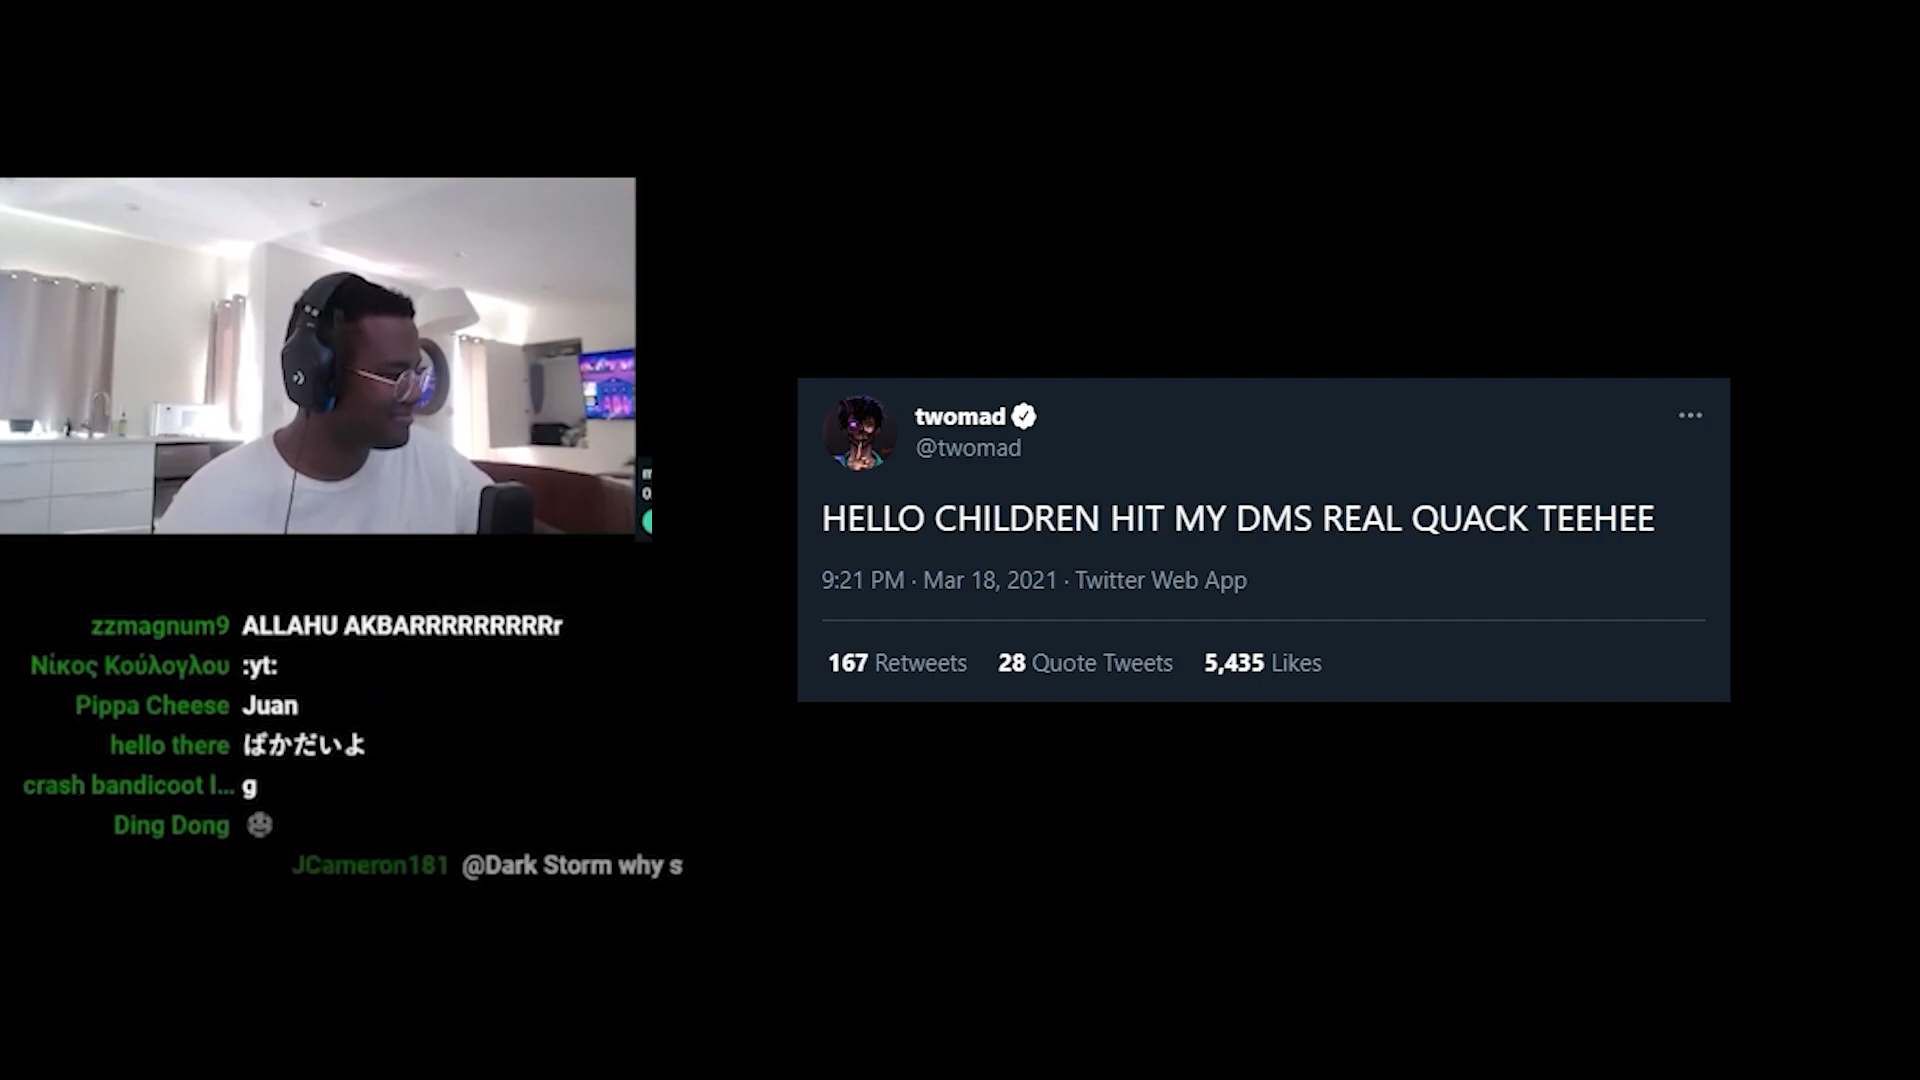 zzmagnum9 ALLAHU AKBARRRRRRRRRr
Νίκος Κούλογλου :yt:
Pippa Cheese Juan
hello there ばかだいよ
crash bandicoot l... g
Ding Dong
JCameron181 @Dark Storm why s
twomad
@twomad
HELLO CHILDREN HIT MY DMS REAL QUACK TEEHEE
9:21 PM · Mar 18, 2021 · Twitter Web App
167 Retweets 28 Quote Tweets 5,435 Likes